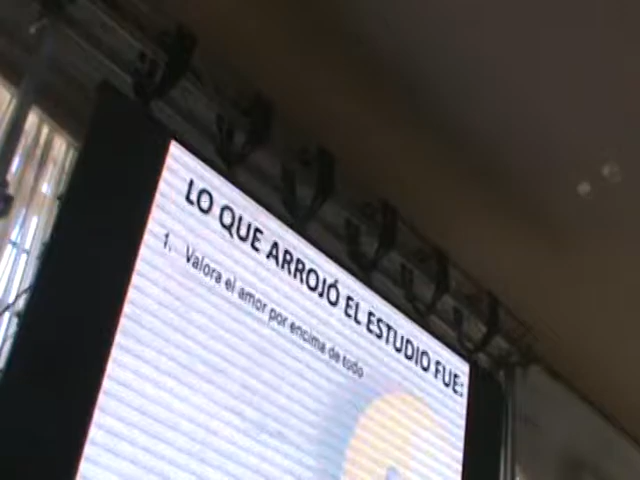 LO QUE ARROJÓ EL ESTUDIO FUE:
1. Valora el amor por encima de todo